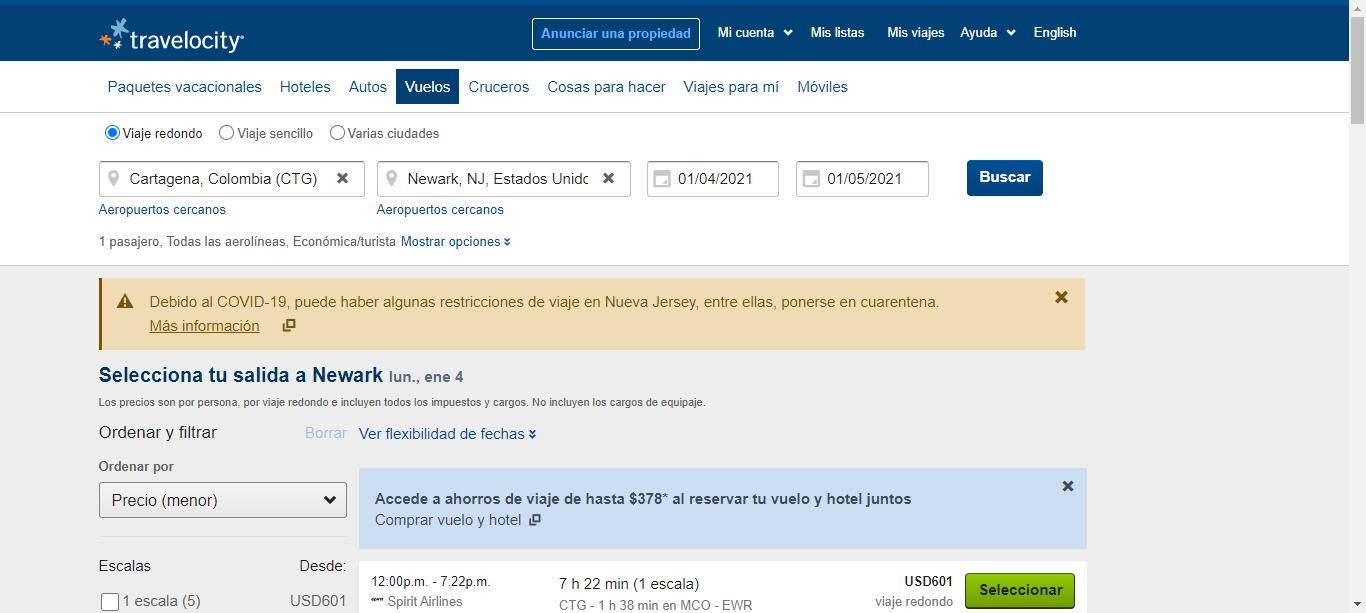 travelocity
Anunciar una propiedad Mi cuenta Mis listas Mis viajes Ayuda English
Paquetes vacacionales Hoteles Autos Vuelos Cruceros Cosas para hacer Viajes para mí Móviles
Viaje redondo Viaje sencillo Varias ciudades
Cartagena, Colombia (CTG) Newark, NJ, Estados Unido 01/04/2021 01/05/2021 Buscar
Aeropuertos cercanos Aeropuertos cercanos
1 pasajero, Todas las aerolíneas, Económica/turista Mostrar opciones
Debido al COVID-19, puede haber algunas restricciones de viaje en Nueva Jersey, entre ellas, ponerse en cuarentena.
Más información
Selecciona tu salida a Newark lun., ene 4
Los precios son por persona, por viaje redondo e incluyen todos los impuestos y cargos. No incluyen los cargos de equipaje.
Ordenar y filtrar Borrar Ver flexibilidad de fechas
Ordenar por
Precio (menor)
Accede a ahorros de viaje de hasta $378* al reservar tu vuelo y hotel juntos
Comprar vuelo y hotel
Escalas Desde:
1 escala (5) USD601
12:00p.m. - 7:22p.m. 7 h 22 min (1 escala) USD601 Seleccionar
Spirit Airlines CTG - 1 h 38 min en MCO - EWR viaje redondo